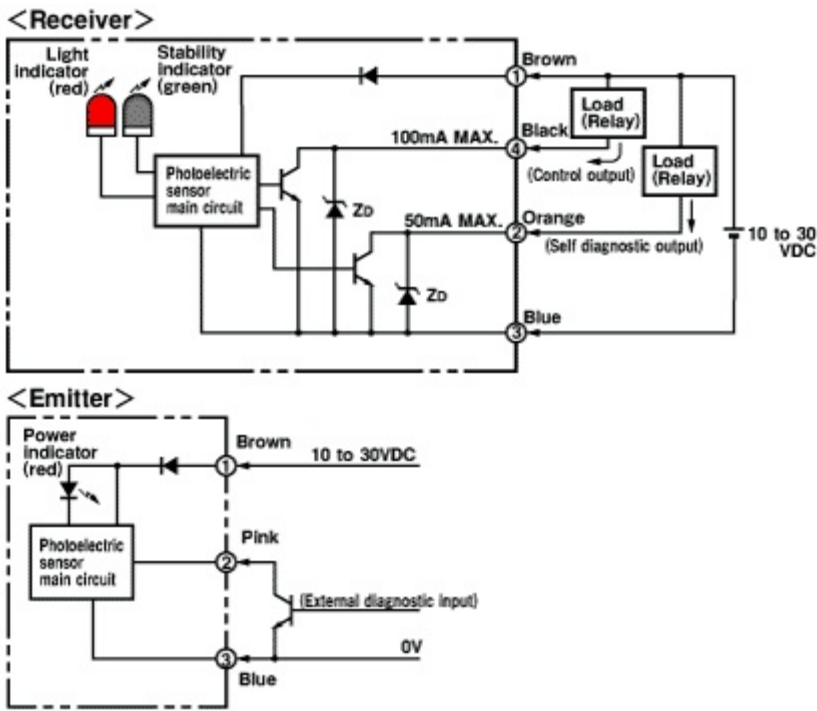 <Receiver>
Light
indicator
(red)
Stability
indicator
(green)
Brown
1
Load
(Relay)
100mA MAX.
Black
4
(Control output)
Load
(Relay)
Photoelectric
sensor
main circuit
ZD
50mA MAX.
Orange
2
(Self diagnostic output)
10 to 30
VDC
ZD
Blue
3
<Emitter>
Power
indicator
(red)
Brown
1
10 to 30VDC
Pink
Photoelectric
sensor
main circuit
2
(External diagnostic input)
0V
3
Blue